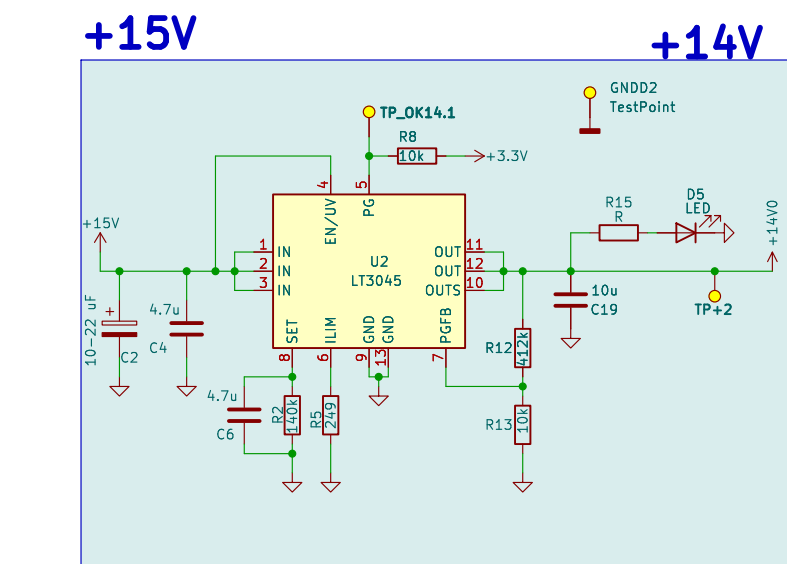 +15V
+14V
GNDD2
TestPoint
TP_OK14.1
R8
10k
+3.3V
4
5
EN/UV
PG
R15
R
D5
LED
+14V0
+15V
1 IN
2 IN
3 IN
U2
LT3045
OUT 11
OUT 12
OUTS 10
10u
C19
TP+2
10-22 uF
+
C2
4.7u
C4
SET
ILIM
GND
GND
PGFB
8
6
9
13
7
R12
412k
4.7u
C6
R2
140k
R5
249
R13
10k